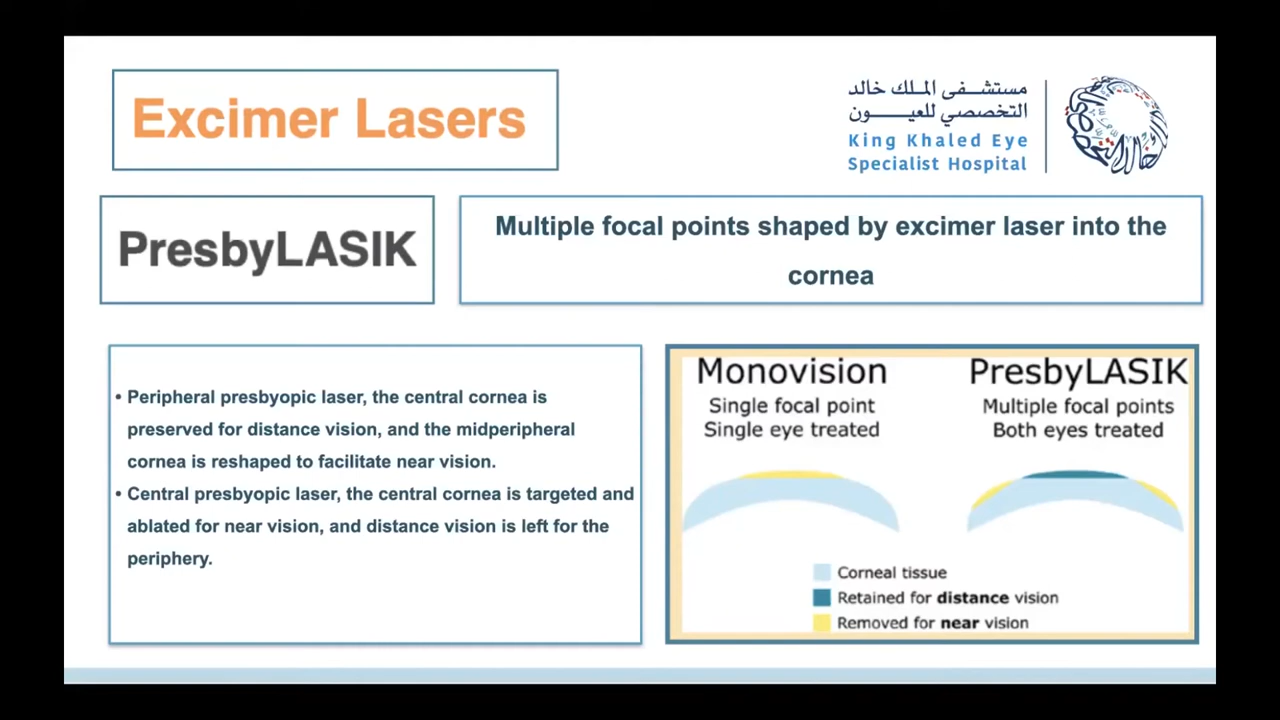 Excimer Lasers
مستشفى الملك خالد
التخصصي للعيون
King Khaled Eye
Specialist Hospital
PresbyLASIK
Multiple focal points shaped by excimer laser into the
cornea
• Peripheral presbyopic laser, the central cornea is
preserved for distance vision, and the midperipheral
cornea is reshaped to facilitate near vision.
• Central presbyopic laser, the central cornea is targeted and
ablated for near vision, and distance vision is left for the
periphery.
Monovision
Single focal point
Single eye treated
PresbyLASIK
Multiple focal points
Both eyes treated
Corneal tissue
Retained for distance vision
Removed for near vision